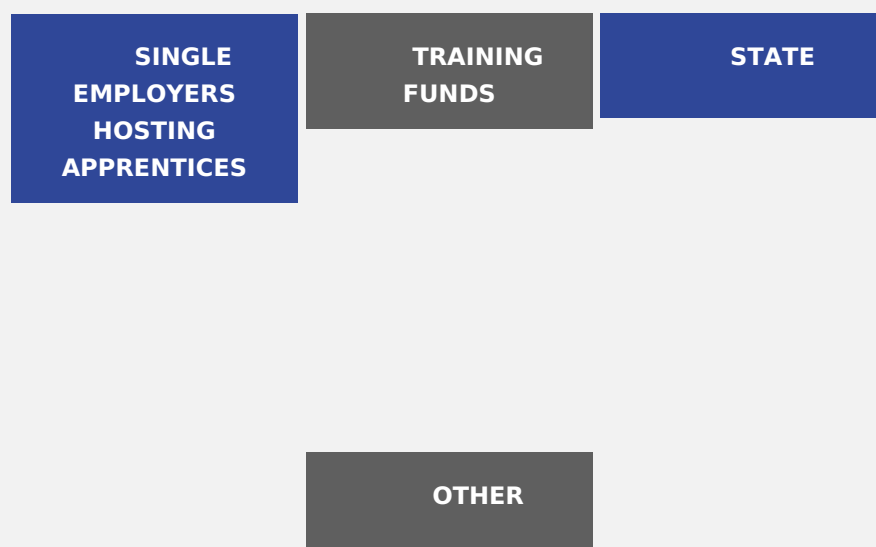 SINGLE
EMPLOYERS
HOSTING
APPRENTICES
TRAINING
FUNDS
STATE
OTHER